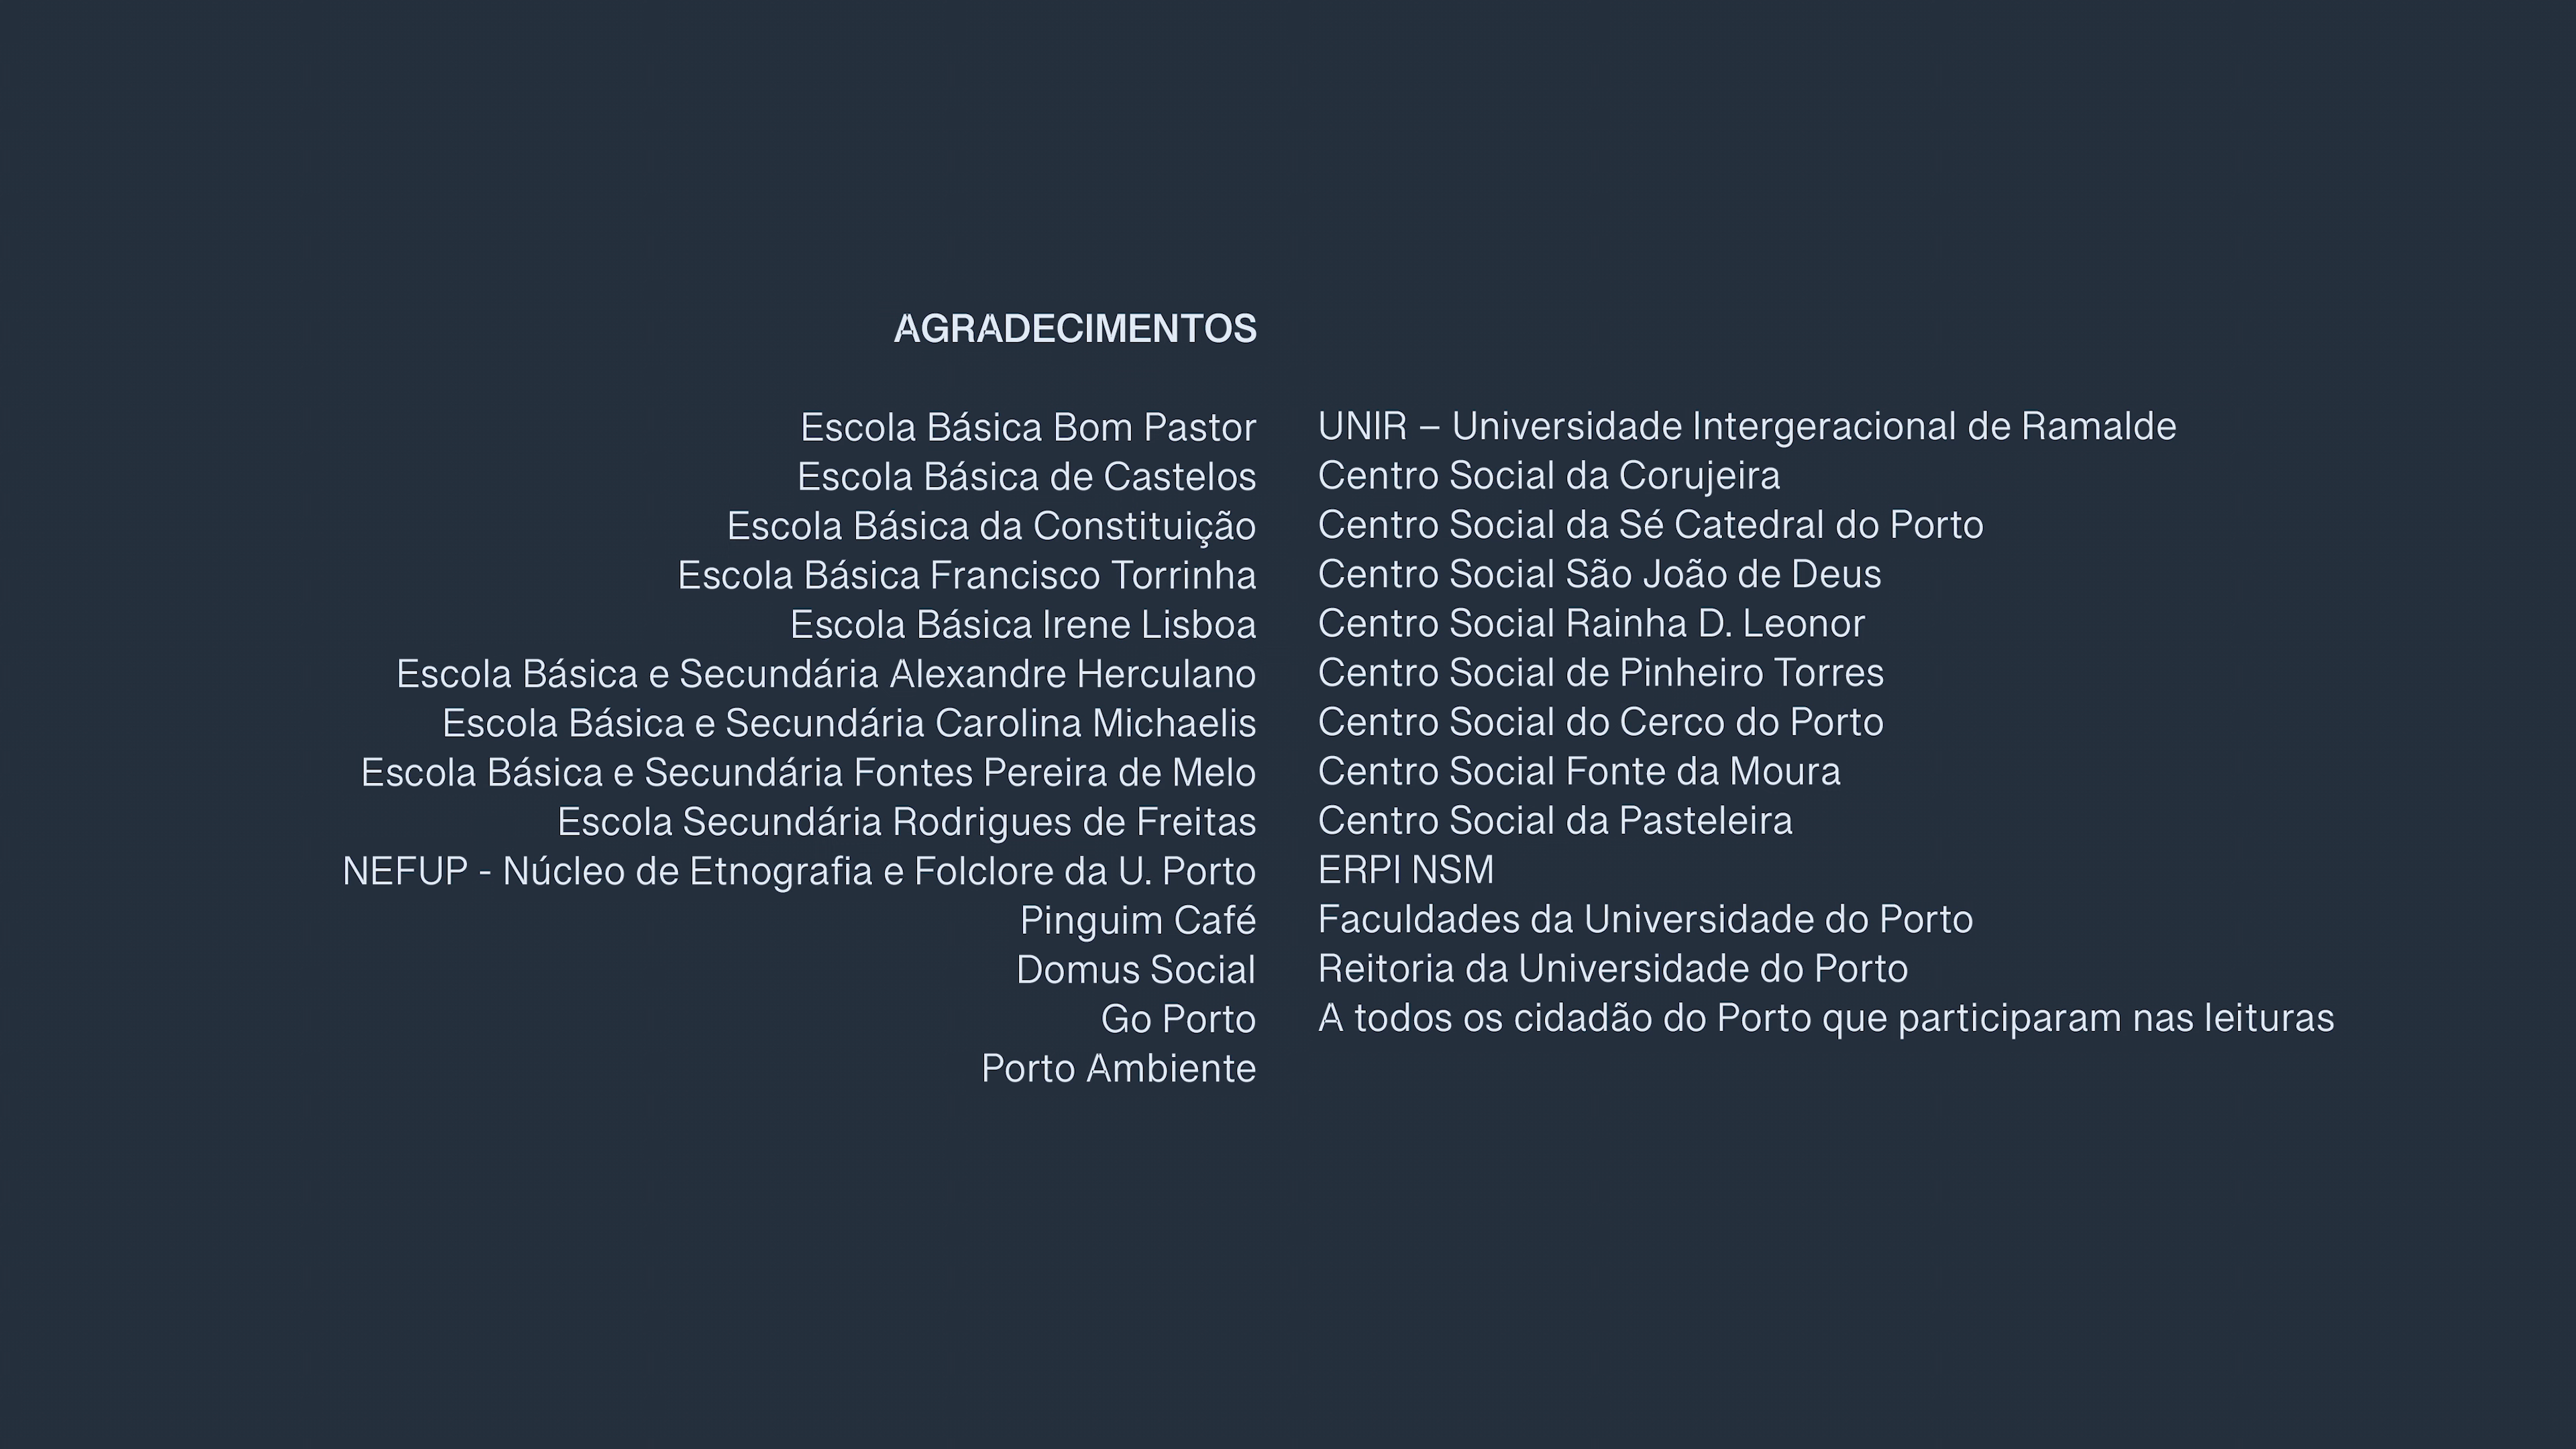 AGRADECIMENTOS
Escola Básica Bom Pastor
Escola Básica de Castelos
Escola Básica da Constituição
Escola Básica Francisco Torrinha
Escola Básica Irene Lisboa
Escola Básica e Secundária Alexandre Herculano
Escola Básica e Secundária Carolina Michaelis
Escola Básica e Secundária Fontes Pereira de Melo
Escola Secundária Rodrigues de Freitas
NEFUP - Núcleo de Etnografia e Folclore da U. Porto
Pinguim Café
Domus Social
Go Porto
Porto Ambiente
UNIR – Universidade Intergeracional de Ramalde
Centro Social da Corujeira
Centro Social da Sé Catedral do Porto
Centro Social São João de Deus
Centro Social Rainha D. Leonor
Centro Social de Pinheiro Torres
Centro Social do Cerco do Porto
Centro Social Fonte da Moura
Centro Social da Pasteleira
ERPI NSM
Faculdades da Universidade do Porto
Reitoria da Universidade do Porto
A todos os cidadão do Porto que participaram nas leituras